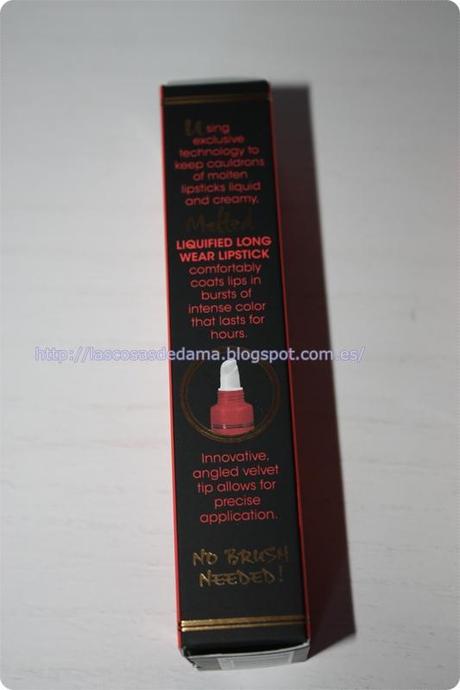 Using
exclusive
technology to
keep cauldrons
of molten
lipsticks liquid
and creamy,
Melted
LIQUIFIED LONG
WEAR LIPSTICK
comfortably
coats lips in
bursts of
intense color
that lasts for
hours.
http://lascosasdedama.blogspot.com.es/
Innovative,
angled velvet
tip allows for
precise
application.
NO BRUSH
NEEDED!